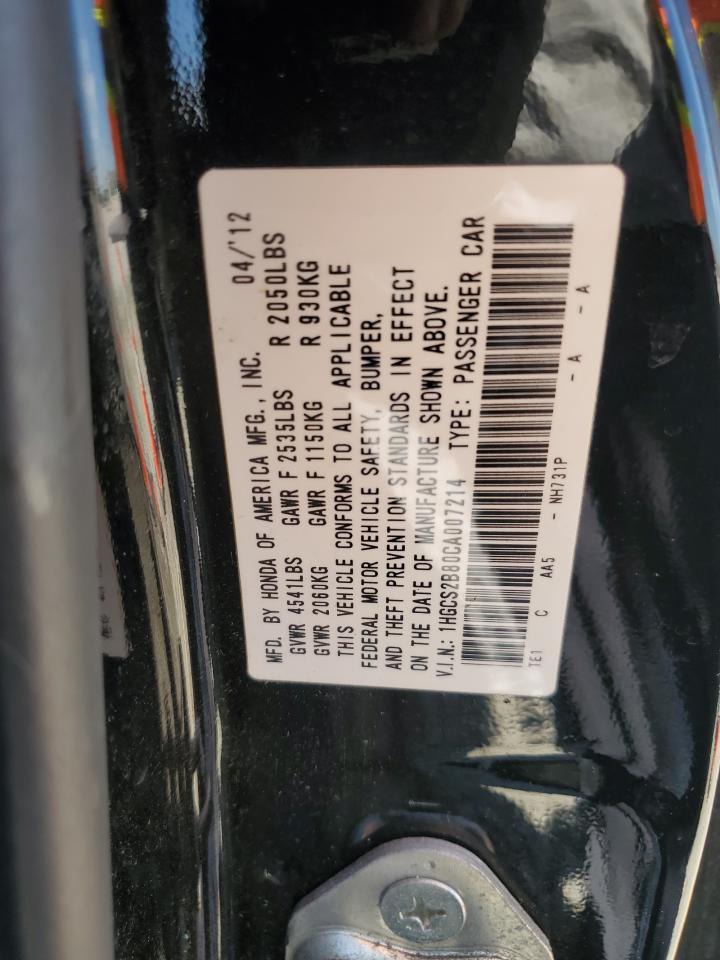 MFD. BY HONDA OF AMERICA MFG., INC. 04/'12
GVWR 4541LBS GAWR F 2535LBS R 2050LBS
GVWR 2060KG GAWR F 1150KG R 930KG
THIS VEHICLE CONFORMS TO ALL APPLICABLE
FEDERAL MOTOR VEHICLE SAFETY, BUMPER,
AND THEFT PREVENTION STANDARDS IN EFFECT
ON THE DATE OF MANUFACTURE SHOWN ABOVE.
V.I.N.: 1HGCS2B80CA007214 TYPE: PASSENGER CAR
TE1 C AA5 - NH731P - A - A